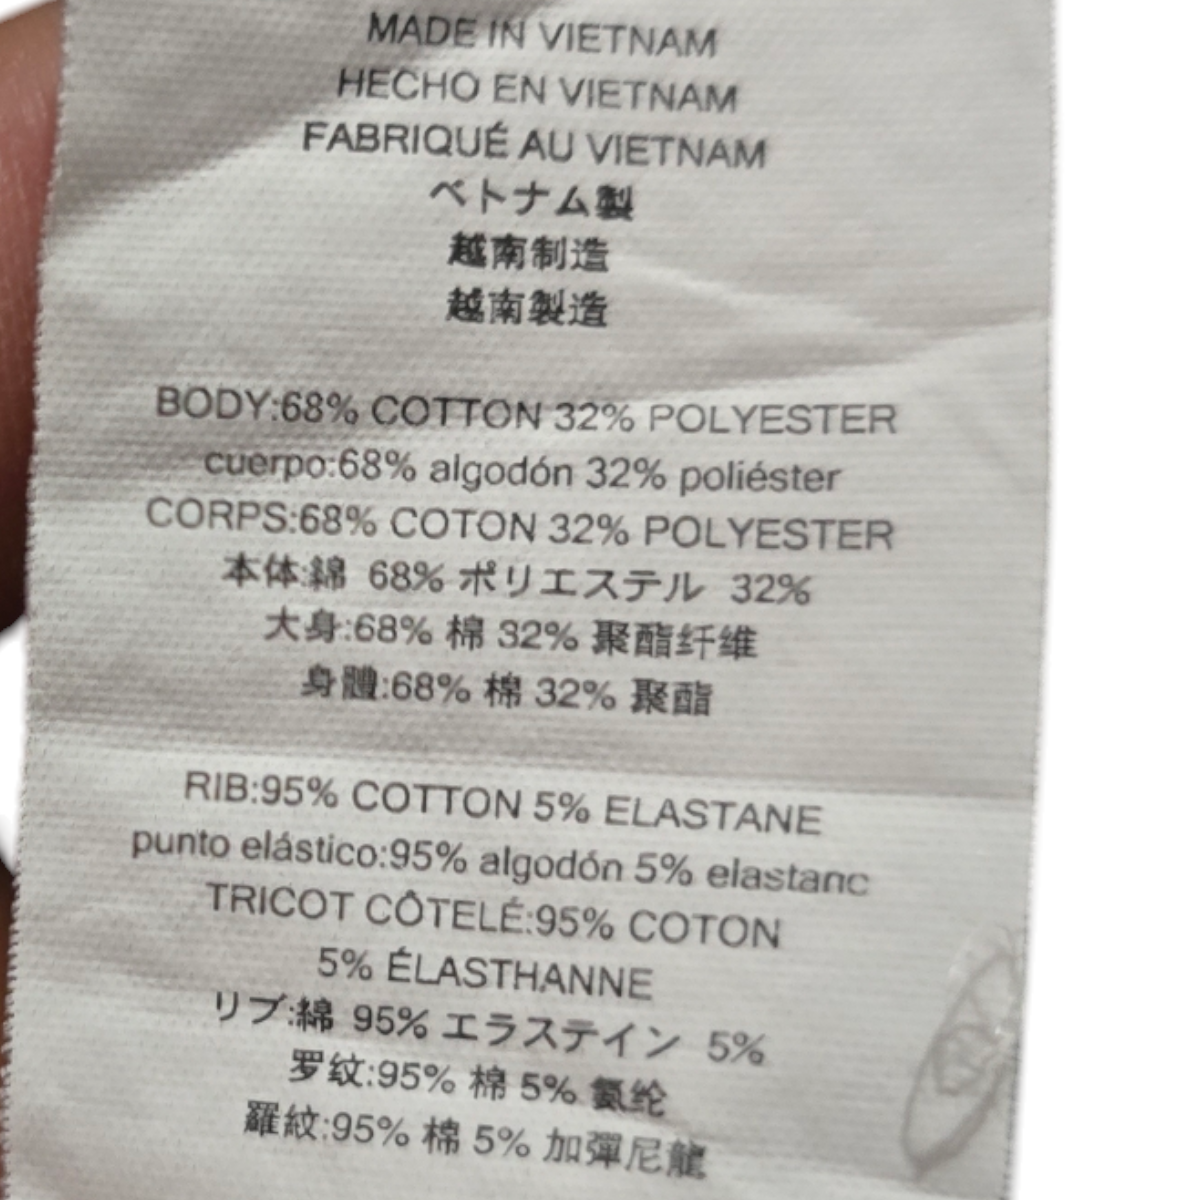 MADE IN VIETNAM
HECHO EN VIETNAM
FABRIQUÉ AU VIETNAM
ベトナム製
越南制造
越南製造
BODY:68% COTTON 32% POLYESTER
cuerpo:68% algodón 32% poliéster
CORPS:68% COTON 32% POLYESTER
本体:綿 68% ポリエステル 32%
大身:68% 棉 32% 聚酯纤维
身體:68% 棉 32% 聚酯
RIB:95% COTTON 5% ELASTANE
punto elástico:95% algodón 5% elastanc
TRICOT CÔTELÉ:95% COTON
5% ÉLASTHANNE
リブ:綿 95% エラステイン 5%
罗纹:95% 棉 5% 氨纶
羅紋:95% 棉 5% 加彈尼龍